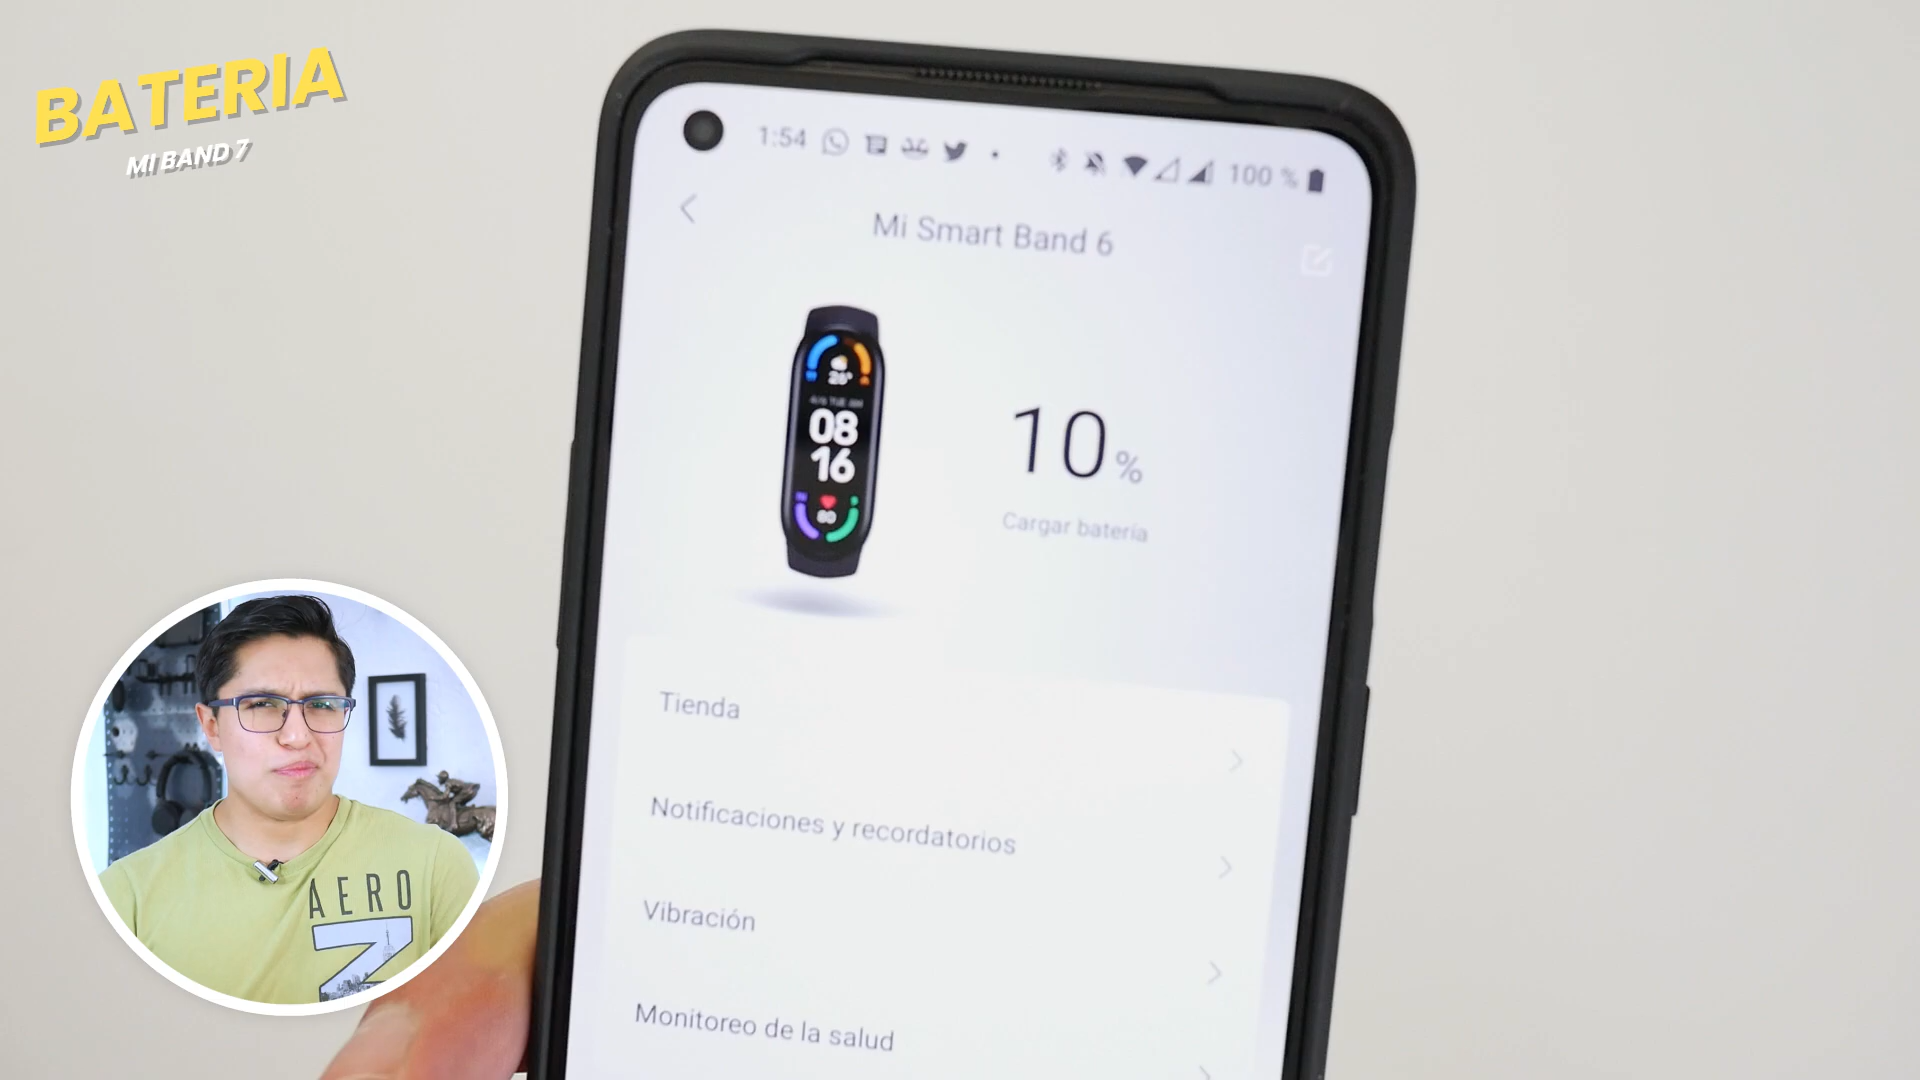 BATERIA
MI BAND 7
1:54
100 %
Mi Smart Band 6
26°
08
16
10%
Cargar batería
Tienda
Notificaciones y recordatorios
Vibración
Monitoreo de la salud
AERO